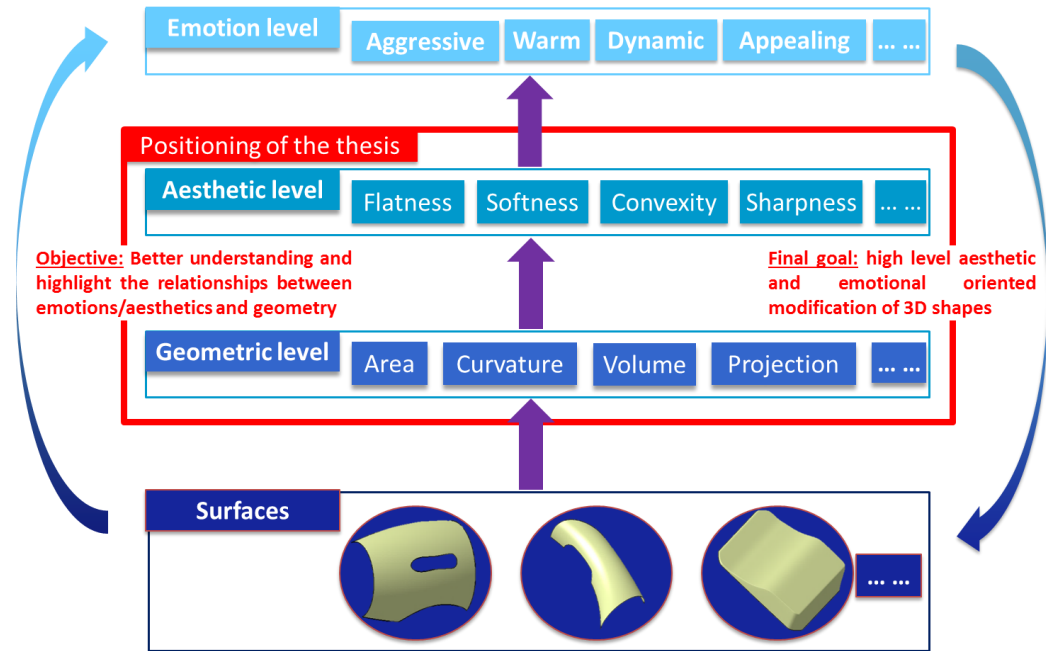 Emotion level
Aggressive Warm Dynamic Appealing ... ...
Positioning of the thesis
Aesthetic level
Flatness Softness Convexity Sharpness ... ...
Objective: Better understanding and
highlight the relationships between
emotions/aesthetics and geometry
Final goal: high level aesthetic
and emotional oriented
modification of 3D shapes
Geometric level
Area Curvature Volume Projection ... ...
Surfaces
... ...